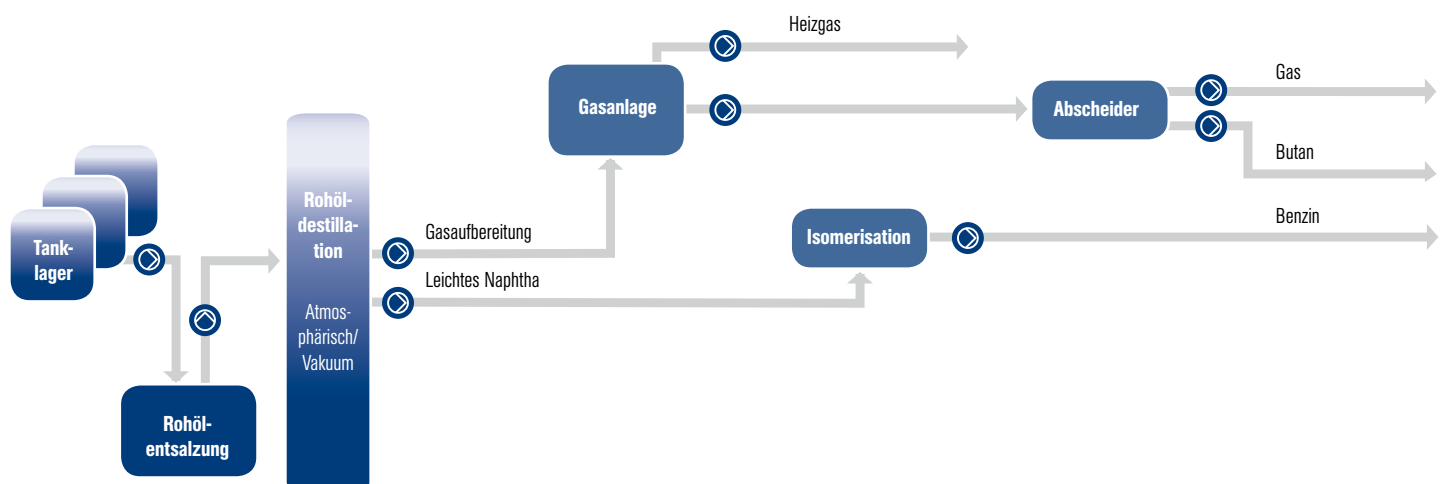 Heizgas
Gasanlage
Abscheider
Gas
Butan
Tank-
lager
Rohöl-
destilla-
tion
Atmos-
phärisch/
Vakuum
Gasaufbereitung
Leichtes Naphtha
Isomerisation
Benzin
Rohöl-
entsalzung